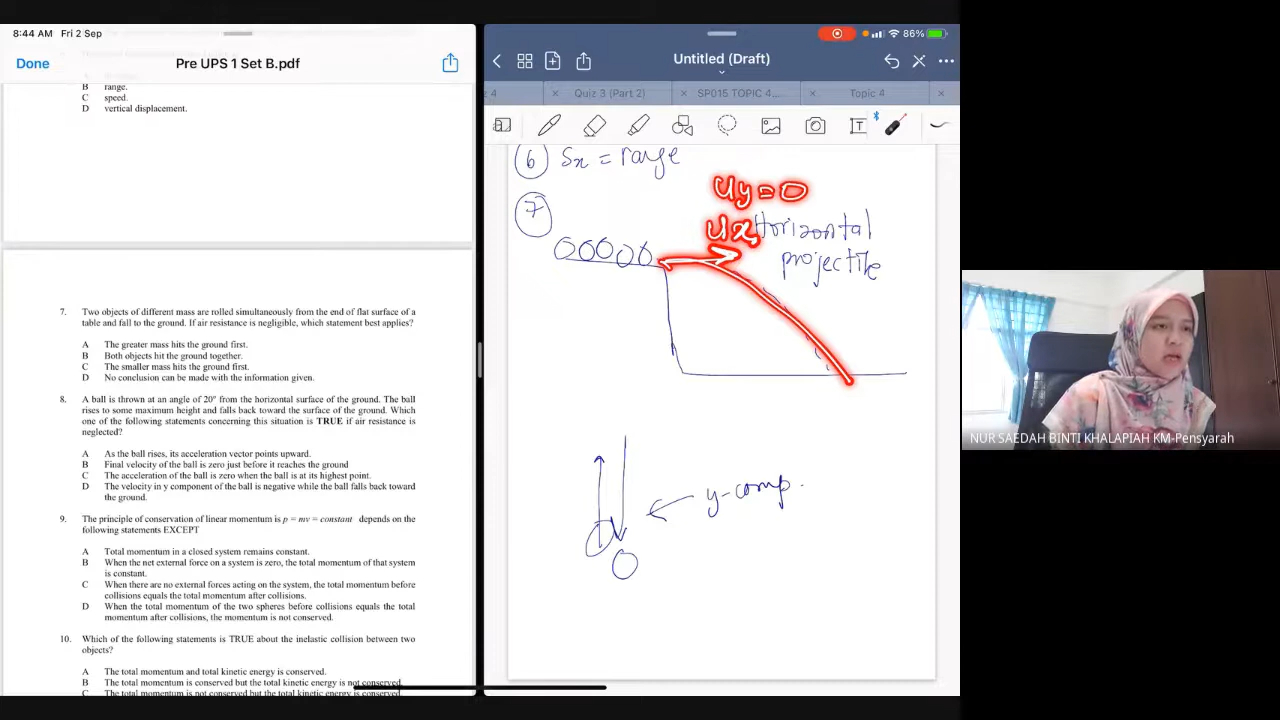 8:44 AM Fri 2 Sep
86%
Done
Pre UPS 1 Set B.pdf
Untitled (Draft)
B range.
C speed.
D vertical displacement.
7. Two objects of different mass are rolled simultaneously from the end of flat surface of a
table and fall to the ground. If air resistance is negligible, which statement best applies?
A The greater mass hits the ground first.
B Both objects hit the ground together.
C The smaller mass hits the ground first.
D No conclusion can be made with the information given.
8. A ball is thrown at an angle of 20º from the horizontal surface of the ground. The ball
rises to some maximum height and falls back toward the surface of the ground. Which
one of the following statements concerning this situation is TRUE if air resistance is
neglected?
A As the ball rises, its acceleration vector points upward.
B Final velocity of the ball is zero just before it reaches the ground
C The acceleration of the ball is zero when the ball is at its highest point.
D The velocity in y component of the ball is negative while the ball falls back toward
the ground.
9. The principle of conservation of linear momentum is p = mv = constant depends on the
following statements EXCEPT
A Total momentum in a closed system remains constant.
B When the net external force on a system is zero, the total momentum of that system
is constant.
C When there are no external forces acting on the system, the total momentum before
collisions equals the total momentum after collisions.
D When the total momentum of the two spheres before collisions equals the total
momentum after collisions, the momentum is not conserved.
10. Which of the following statements is TRUE about the inelastic collision between two
objects?
A The total momentum and total kinetic energy is conserved.
B The total momentum is conserved but the total kinetic energy is not conserved.
C The total momentum is not conserved but the total kinetic energy is conserved.
z 4
Quiz 3 (Part 2)
SP015 TOPIC 4...
Topic 4
6 Sx = range
7
Uy = 0
Ux
Horizontal
projectile
y-comp.
NUR SAEDAH BINTI KHALAPIAH KM-Pensyarah